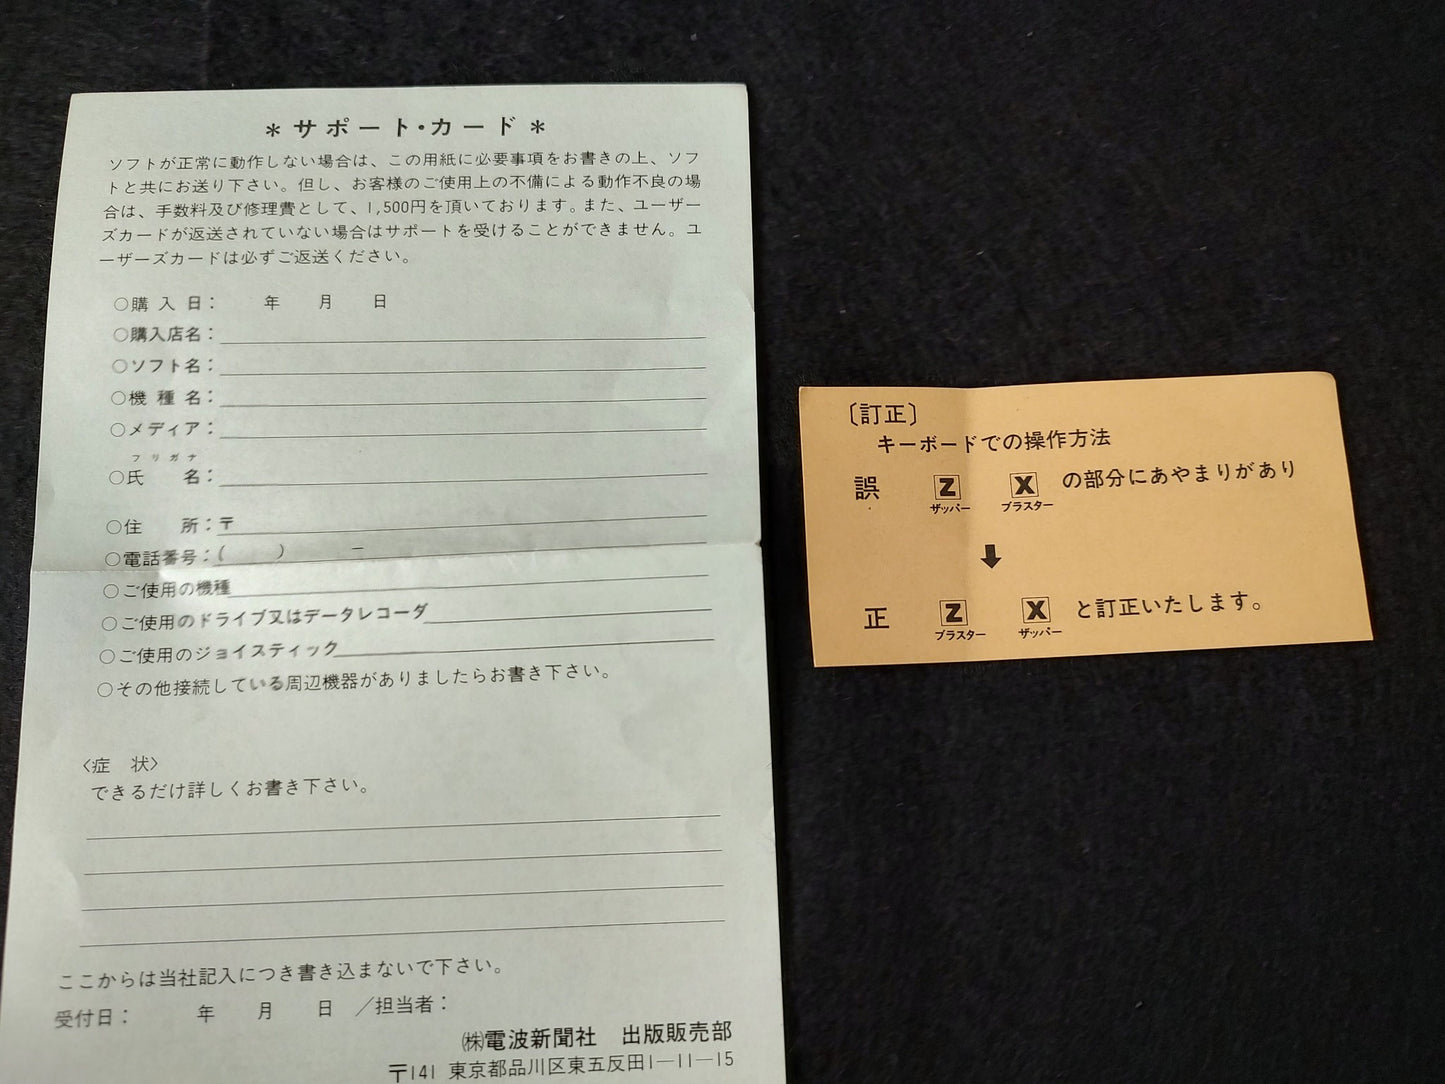 ＊サポート・カード＊
ソフトが正常に動作しない場合は、この用紙に必要事項をお書きの上、ソフ
トと共にお送り下さい。但し、お客様のご使用上の不備による動作不良の場
合は、手数料及び修理費として、1,500円を頂いております。また、ユーザー
ズカードが返送されていない場合はサポートを受けることができません。ユ
ーザーズカードは必ずご返送ください。
○購入日：　　年　　月　　日
○購入店名：
○ソフト名：
○機種名：
○メディア：
フリガナ
○氏　　名：
○住　　所：〒
○電話番号：(　　　)　　　－
○ご使用の機種
○ご使用のドライブ又はデータレコーダ
○ご使用のジョイスティック
○その他接続している周辺機器がありましたらお書き下さい。
〈症　状〉
できるだけ詳しくお書き下さい。
ここからは当社記入につき書き込まないで下さい。
受付日：　　　年　　月　　日　／担当者：
㈱電波新聞社　出版販売部
〒141 東京都品川区東五反田1－11－15
〔訂正〕
キーボードでの操作方法
誤　Z　X　の部分にあやまりがあり
ザッパー　ブラスター
⬇
正　Z　X　と訂正いたします。
ブラスター　ザッパー